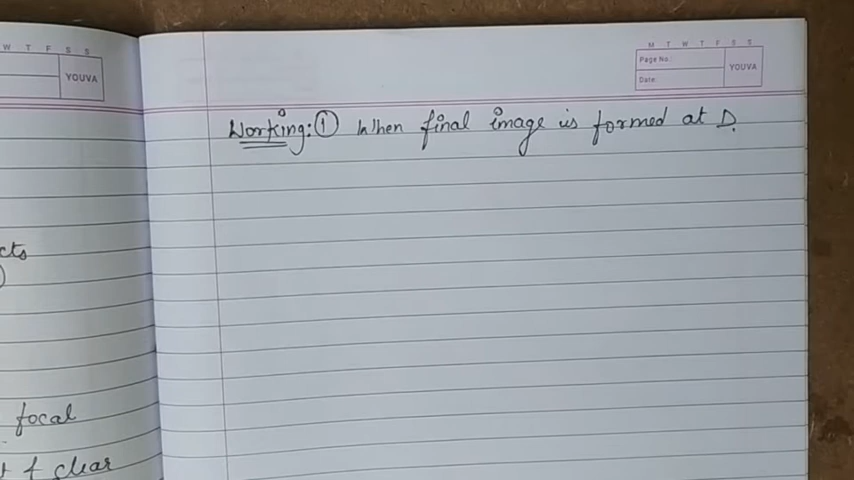 W T F S S
YOUVA
M T W T F S S
Page No.:
YOUVA
Date:
Working: ① When final image is formed at D.
cts
focal
f clear